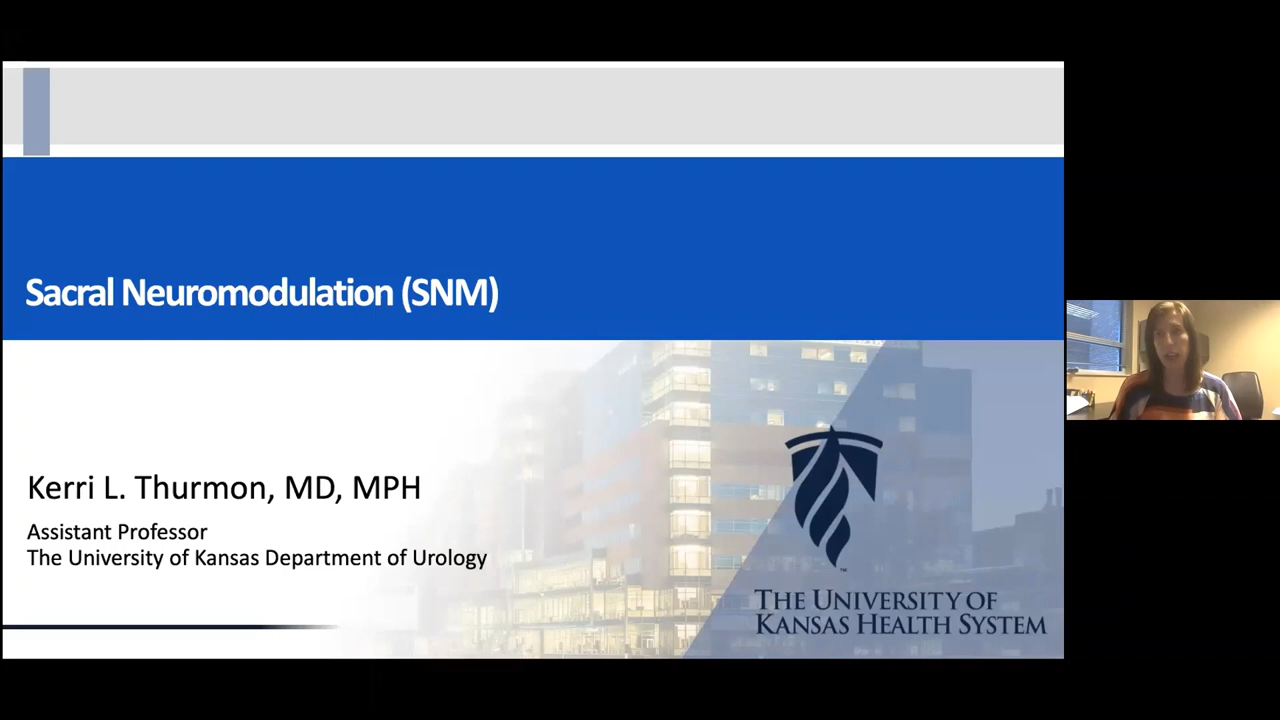 Sacral Neuromodulation (SNM)
Kerri L. Thurmon, MD, MPH
Assistant Professor
The University of Kansas Department of Urology
THE UNIVERSITY OF
KANSAS HEALTH SYSTEM